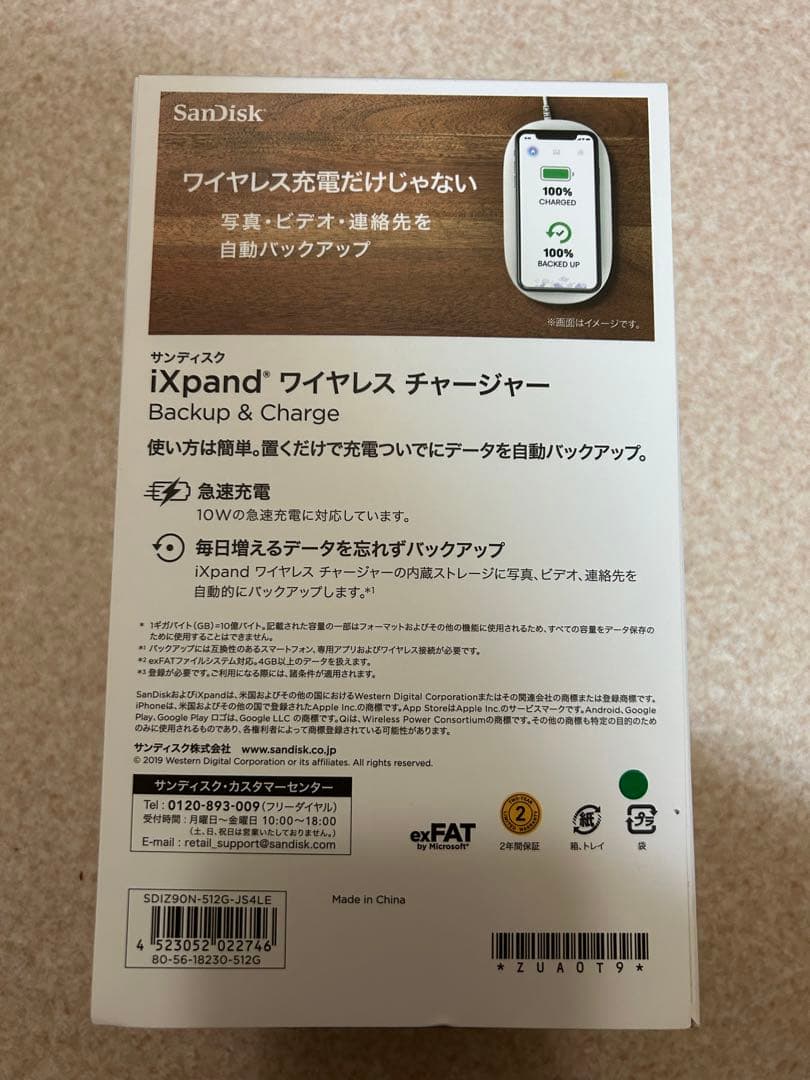 SanDisk
ワイヤレス充電だけじゃない
写真・ビデオ・連絡先を
自動バックアップ
100%
CHARGED
100%
BACKED UP
※画面はイメージです。
サンディスク
iXpand® ワイヤレス チャージャー
Backup & Charge
使い方は簡単。置くだけで充電ついでにデータを自動バックアップ。
急速充電
10Wの急速充電に対応しています。
毎日増えるデータを忘れずバックアップ
iXpand ワイヤレス チャージャーの内蔵ストレージに写真、ビデオ、連絡先を
自動的にバックアップします。*1
* 1ギガバイト(GB)=10億バイト。記載された容量の一部はフォーマットおよびその他の機能に使用されるため、すべての容量をデータ保存の
ために使用することはできません。
*1 バックアップには互換性のあるスマートフォン、専用アプリおよびワイヤレス接続が必要です。
*2 exFATファイルシステム対応。4GB以上のデータを扱えます。
*3 登録が必要です。ご利用になる際には、諸条件が適用されます。
SanDiskおよびiXpandは、米国およびその他の国におけるWestern Digital Corporationまたはその関連会社の商標または登録商標です。
iPhoneは、米国およびその他の国で登録されたApple Inc.の商標です。App StoreはApple Inc.のサービスマークです。Android、Google
Play、Google Play ロゴは、Google LLC の商標です。Qiは、Wireless Power Consortiumの商標です。その他の商標も特定の目的のため
のみに使用されるものであり、各権利者によって商標登録されている可能性があります。
サンディスク株式会社 www.sandisk.co.jp
© 2019 Western Digital Corporation or its affiliates. All rights reserved.
サンディスク・カスタマーセンター
Tel : 0120-893-009 (フリーダイヤル)
受付時間 : 月曜日〜金曜日 10:00〜18:00
(土、日、祝日は営業いたしておりません。)
E-mail : retail_support@sandisk.com
exFAT
by Microsoft®
TWO-YEAR
2
LIMITED WARRANTY
2年間保証
紙
箱、トレイ
プラ
袋
SDIZ90N-512G-JS4LE
4 523052 022746
80-56-18230-512G
Made in China
*ZUA0T9*